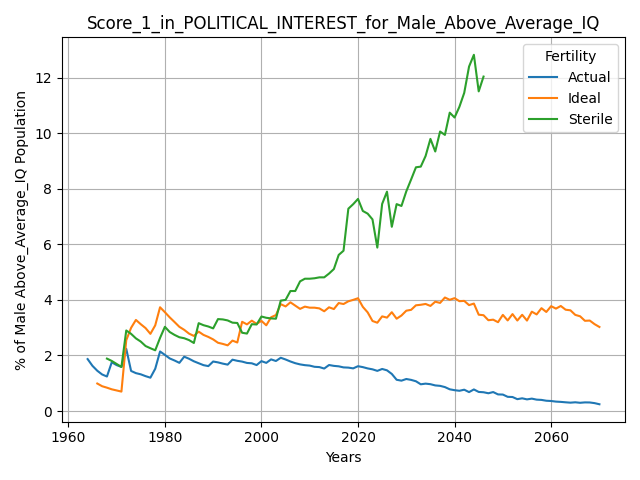 Score_1_in_POLITICAL_INTEREST_for_Male_Above_Average_IQ
% of Male Above_Average_IQ Population
12
10
8
6
4
2
0
Fertility
Actual
Ideal
Sterile
1960 1980 2000 2020 2040 2060
Years